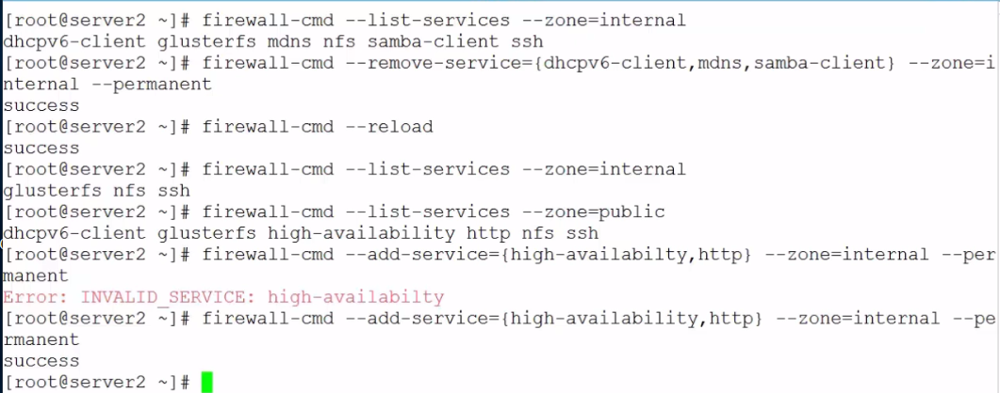 [root@server2 ~]# firewall-cmd --list-services --zone=internal
dhcpv6-client glusterfs mdns nfs samba-client ssh
[root@server2 ~]# firewall-cmd --remove-service={dhcpv6-client,mdns,samba-client} --zone=i
nternal --permanent
success
[root@server2 ~]# firewall-cmd --reload
success
[root@server2 ~]# firewall-cmd --list-services --zone=internal
glusterfs nfs ssh
[root@server2 ~]# firewall-cmd --list-services --zone=public
dhcpv6-client glusterfs high-availability http nfs ssh
[root@server2 ~]# firewall-cmd --add-service={high-availabilty,http} --zone=internal --per
manent
Error: INVALID_SERVICE: high-availabilty
[root@server2 ~]# firewall-cmd --add-service={high-availability,http} --zone=internal --pe
rmanent
success
[root@server2 ~]#